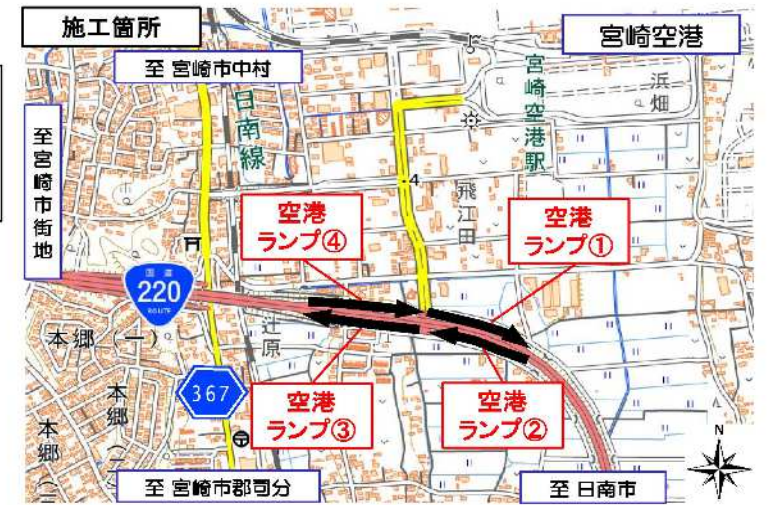 施工箇所
宮崎空港
至 宮崎市中村
日南線
宮崎空港駅
浜畑
至宮崎市街地
4
飛江田
空港
ランプ④
空港
ランプ①
国道
220
ROUTE
本郷(一)
辻原
367
空港
ランプ③
空港
ランプ②
本郷(二
本郷(
至 宮崎市郡司分
至 日南市
N